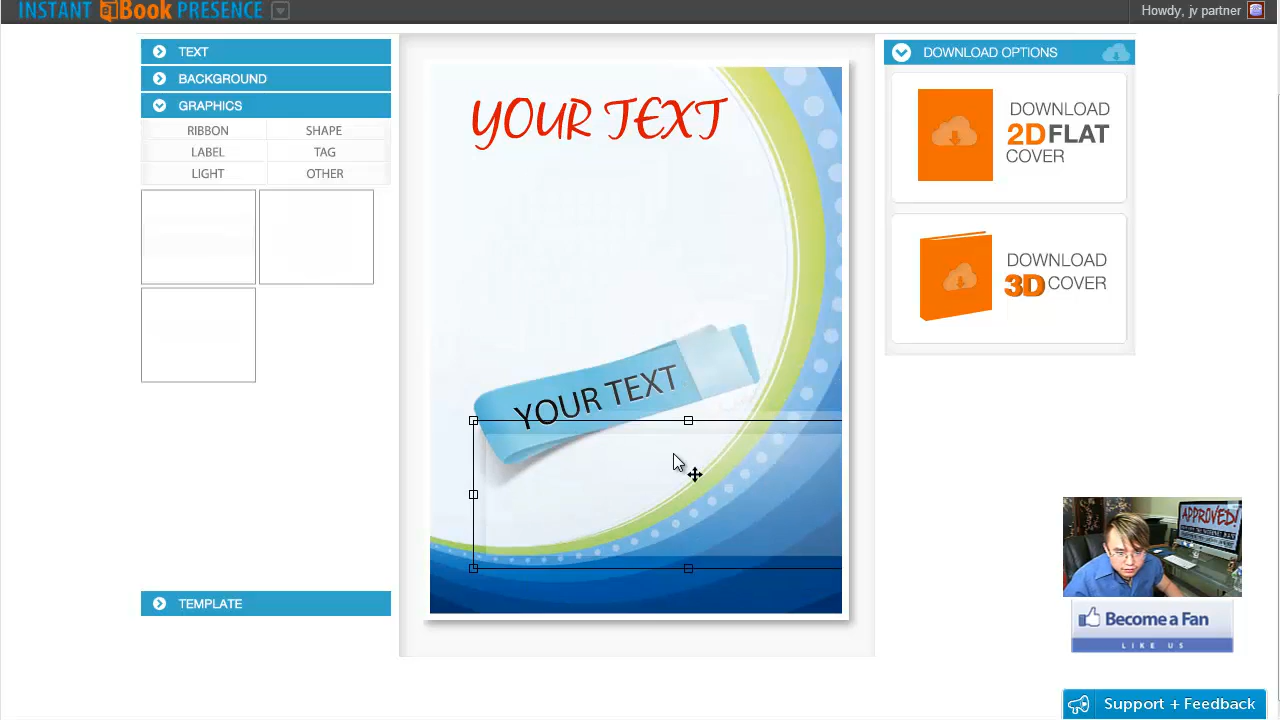 INSTANT eBook PRESENCE
Howdy, jv partner
TEXT
BACKGROUND
GRAPHICS
RIBBON
SHAPE
LABEL
TAG
LIGHT
OTHER
TEMPLATE
YOUR TEXT
YOUR TEXT
DOWNLOAD OPTIONS
DOWNLOAD
2D FLAT
COVER
DOWNLOAD
3D COVER
APPROVED!
Become a Fan
LIKE US
Support + Feedback